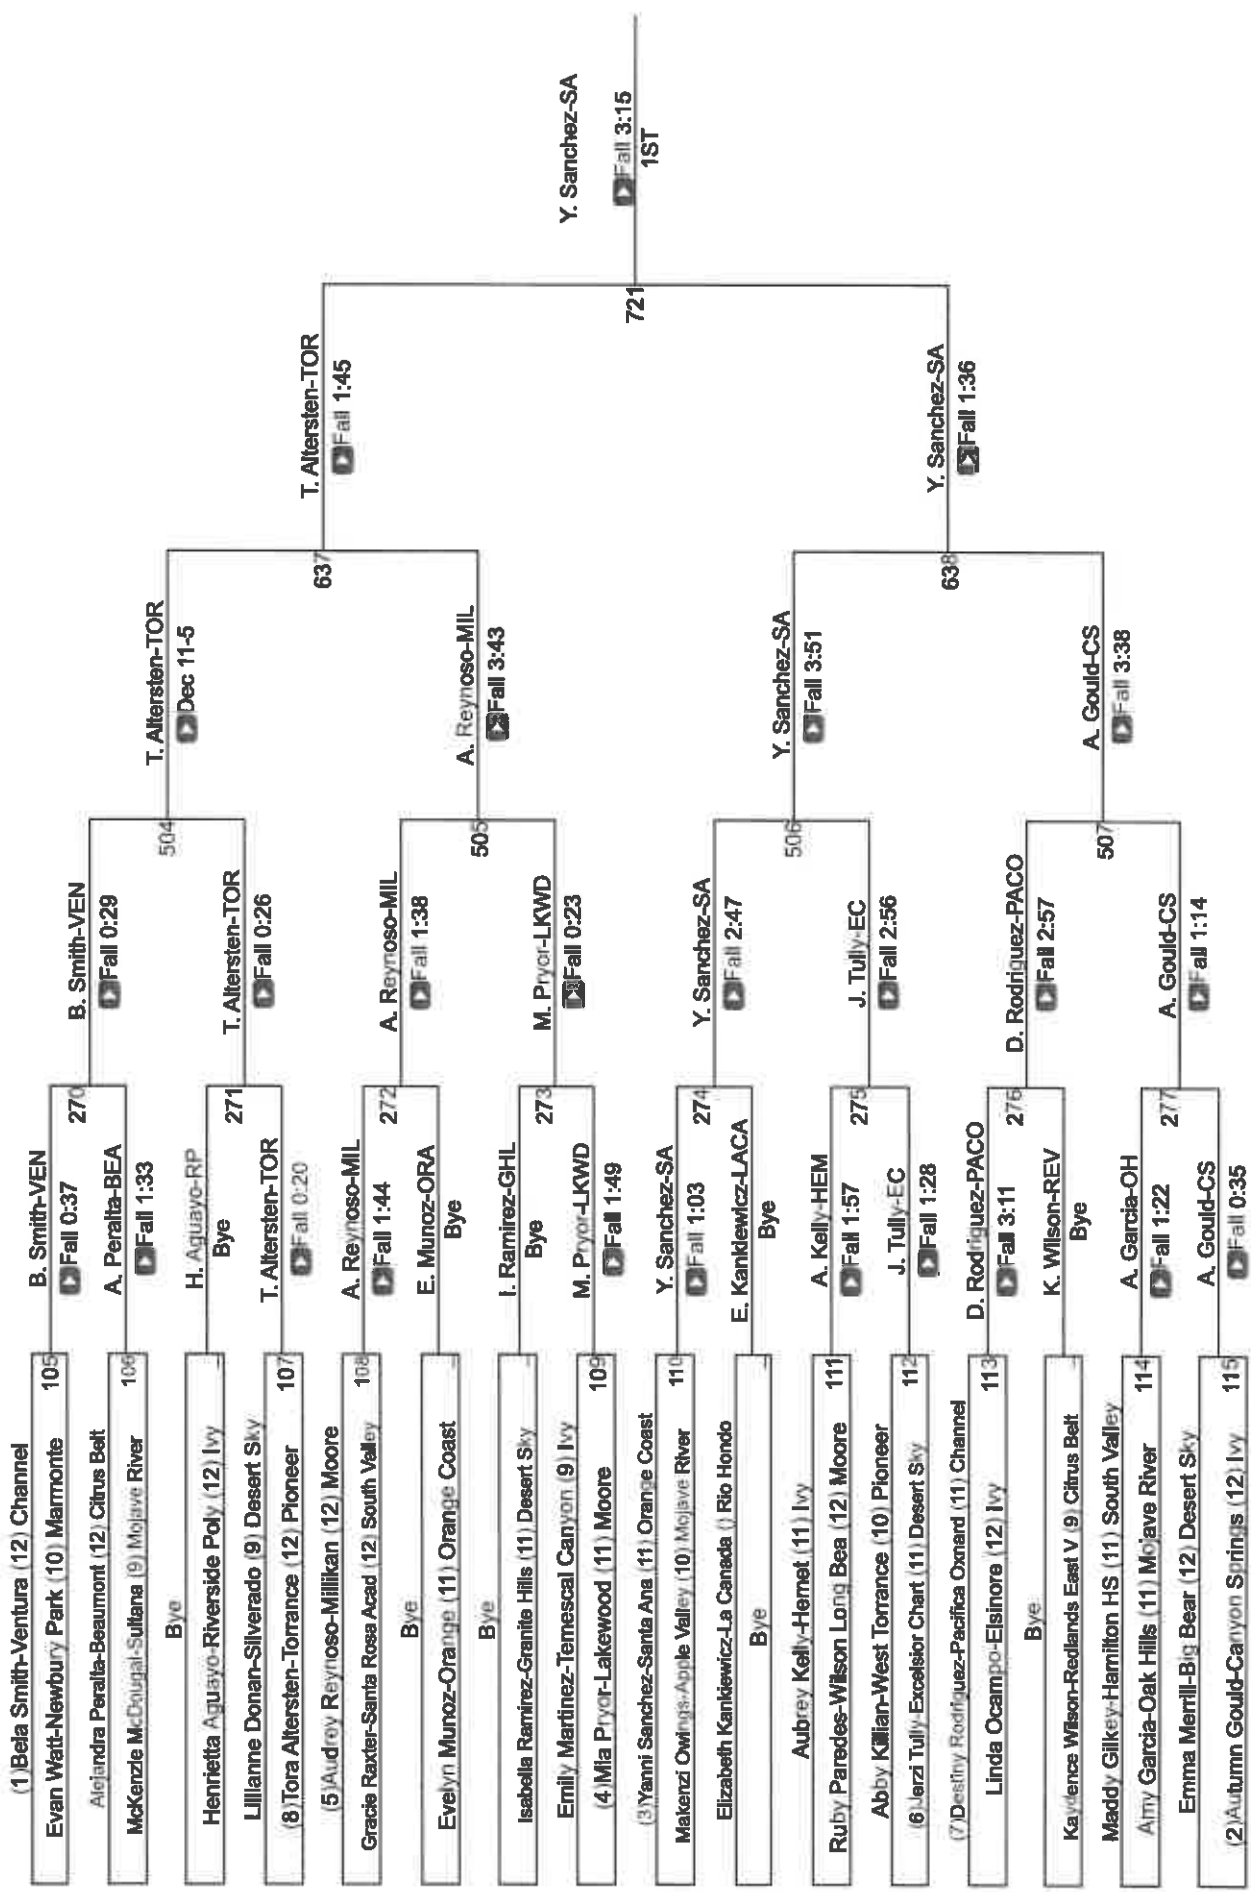 (1)Bela Smith-Ventura (12) Channel
105
Evan Watt-Newbury Park (10) Marmonte
Alejandra Peralta-Beaumont (12) Citrus Belt
106
McKenzie McDougal-Sultana (9) Mojave River
Bye
Henrietta Aguayo-Riverside Poly (12) Ivy
Lillianne Donan-Silverado (9) Desert Sky
107
(8)Tora Altersten-Torrance (12) Pioneer
(5)Audrey Reynoso-Millikan (12) Moore
108
Gracie Raxter-Santa Rosa Acad (12) South Valley
Bye
Evelyn Munoz-Orange (11) Orange Coast
Bye
Isabella Ramirez-Granite Hills (11) Desert Sky
Emily Martinez-Temescal Canyon (9) Ivy
109
(4)Mia Pryor-Lakewood (11) Moore
(3)Yanni Sanchez-Santa Ana (11) Orange Coast
110
Makenzi Owings-Apple Valley (10) Mojave River
Elizabeth Kankiewicz-La Canada () Rio Hondo
Bye
Aubrey Kelly-Hemet (11) Ivy
111
Ruby Paredes-Wilson Long Bea (12) Moore
Abby Killian-West Torrance (10) Pioneer
112
(6)Jerzi Tully-Excelsior Chart (11) Desert Sky
(7)Destiny Rodriguez-Pacifica Oxnard (11) Channel
113
Linda Ocampo-Elsinore (12) Ivy
Bye
Kaydence Wilson-Redlands East V (9) Citrus Belt
Maddy Gilkey-Hamilton HS (11) South Valley
114
Amy Garcia-Oak Hills (11) Mojave River
Emma Merrill-Big Bear (12) Desert Sky
115
(2)Autumn Gould-Canyon Springs (12) Ivy
B. Smith-VEN
Fall 0:37
270
A. Peralta-BEA
Fall 1:33
H. Aguayo-RP
Bye
271
T. Altersten-TOR
Fall 0:20
A. Reynoso-MIL
Fall 1:44
272
E. Munoz-ORA
Bye
I. Ramirez-GHL
Bye
273
M. Pryor-LKWD
Fall 1:49
Y. Sanchez-SA
Fall 1:03
274
E. Kankiewicz-LACA
Bye
A. Kelly-HEM
Fall 1:57
275
J. Tully-EC
Fall 1:28
D. Rodriguez-PACO
Fall 3:11
276
K. Wilson-REV
Bye
A. Garcia-OH
Fall 1:22
277
A. Gould-CS
Fall 0:35
B. Smith-VEN
Fall 0:29
504
T. Altersten-TOR
Fall 0:26
A. Reynoso-MIL
Fall 1:38
505
M. Pryor-LKWD
Fall 0:23
Y. Sanchez-SA
Fall 2:47
506
J. Tully-EC
Fall 2:56
D. Rodriguez-PACO
Fall 2:57
507
A. Gould-CS
Fall 1:14
T. Altersten-TOR
Dec 11-5
637
A. Reynoso-MIL
Fall 3:43
Y. Sanchez-SA
Fall 3:51
638
A. Gould-CS
Fall 3:38
T. Altersten-TOR
Fall 1:45
721
Y. Sanchez-SA
Fall 1:36
Y. Sanchez-SA
Fall 3:15
1ST